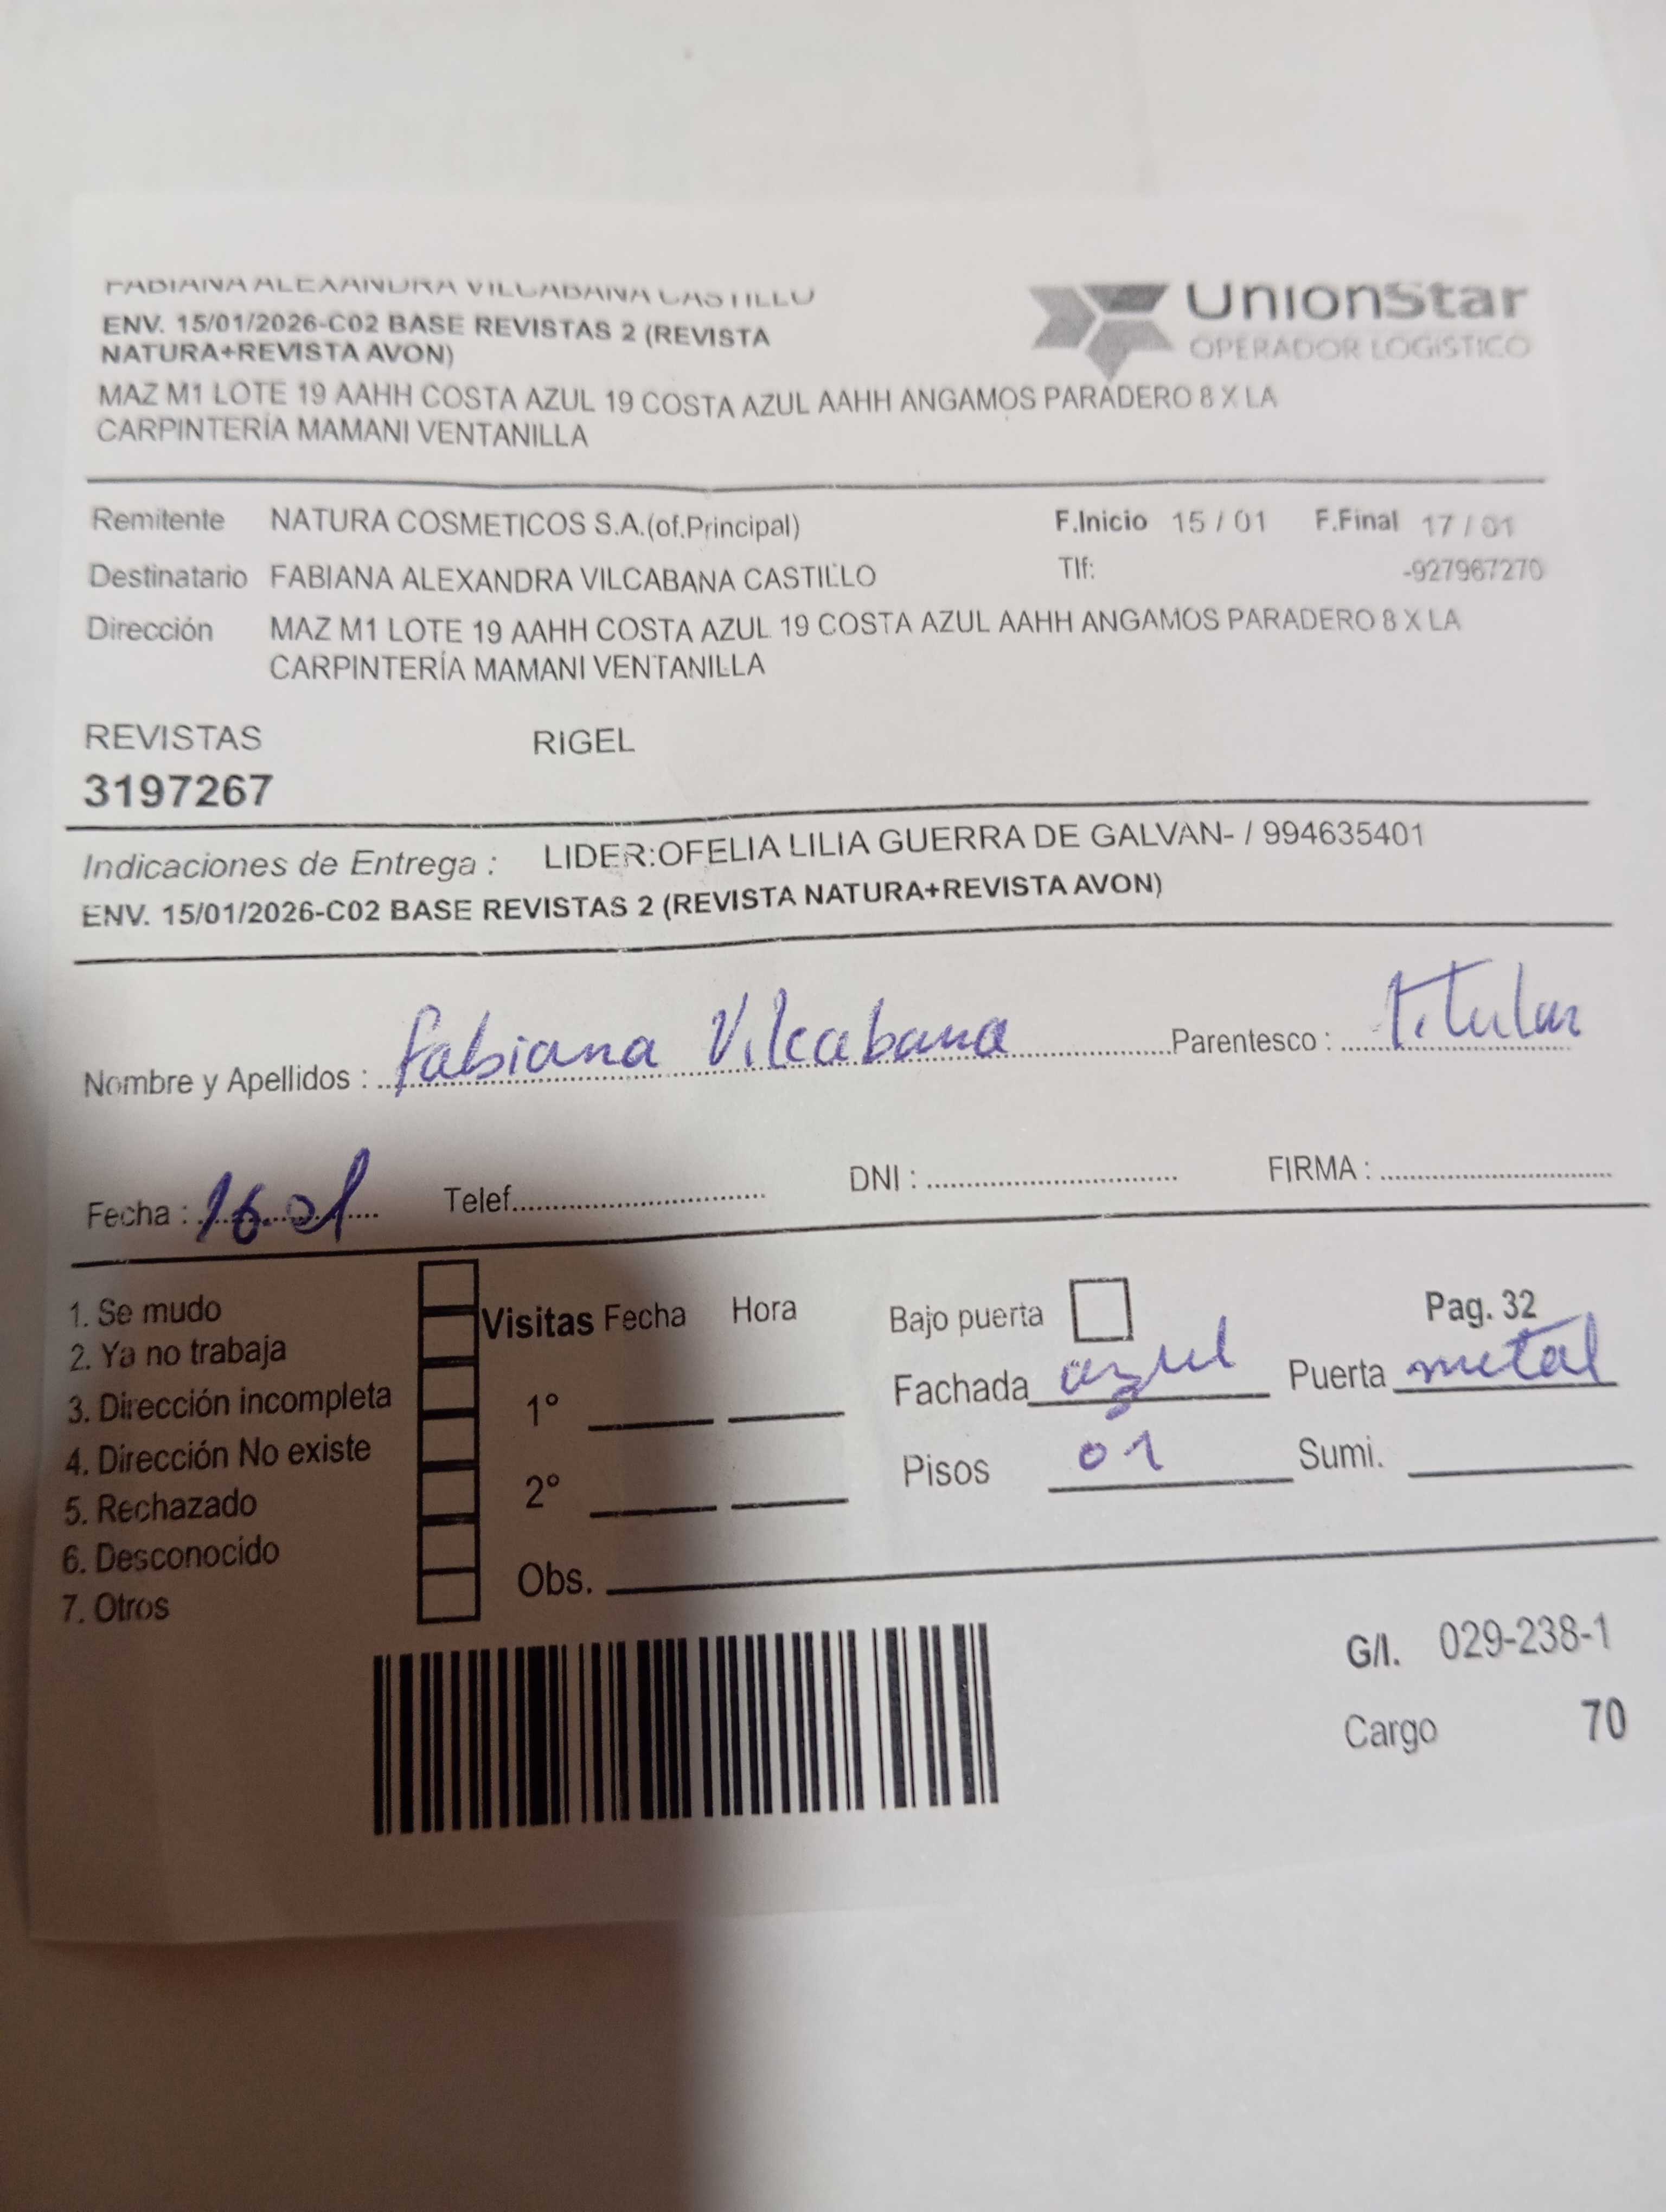 FABIANA ALEXANDRA VILCABANA CASTILLO
UnionStar
OPERADOR LOGISTICO
ENV. 15/01/2026-C02 BASE REVISTAS 2 (REVISTA
NATURA+REVISTA AVON)
MAZ M1 LOTE 19 AAHH COSTA AZUL 19 COSTA AZUL AAHH ANGAMOS PARADERO 8 X LA
CARPINTERÍA MAMANI VENTANILLA
Remitente NATURA COSMETICOS S.A.(of.Principal) F.Inicio 15 / 01 F.Final 17 / 01
Destinatario FABIANA ALEXANDRA VILCABANA CASTILLO Tlf: -927967270
Dirección MAZ M1 LOTE 19 AAHH COSTA AZUL 19 COSTA AZUL AAHH ANGAMOS PARADERO 8 X LA
CARPINTERÍA MAMANI VENTANILLA
REVISTAS RIGEL
3197267
Indicaciones de Entrega : LIDER:OFELIA LILIA GUERRA DE GALVAN- / 994635401
ENV. 15/01/2026-C02 BASE REVISTAS 2 (REVISTA NATURA+REVISTA AVON)
Nombre y Apellidos : Fabiana Vilcabana Parentesco : titular
Fecha : 16.01 Telef. DNI : FIRMA :
1. Se mudo
2. Ya no trabaja
3. Dirección incompleta
4. Dirección No existe
5. Rechazado
6. Desconocido
7. Otros
Visitas Fecha Hora
1°
2°
Obs.
Bajo puerta Pag. 32
Fachada azul Puerta metal
Pisos 01 Sumi.
G/I. 029-238-1
Cargo 70